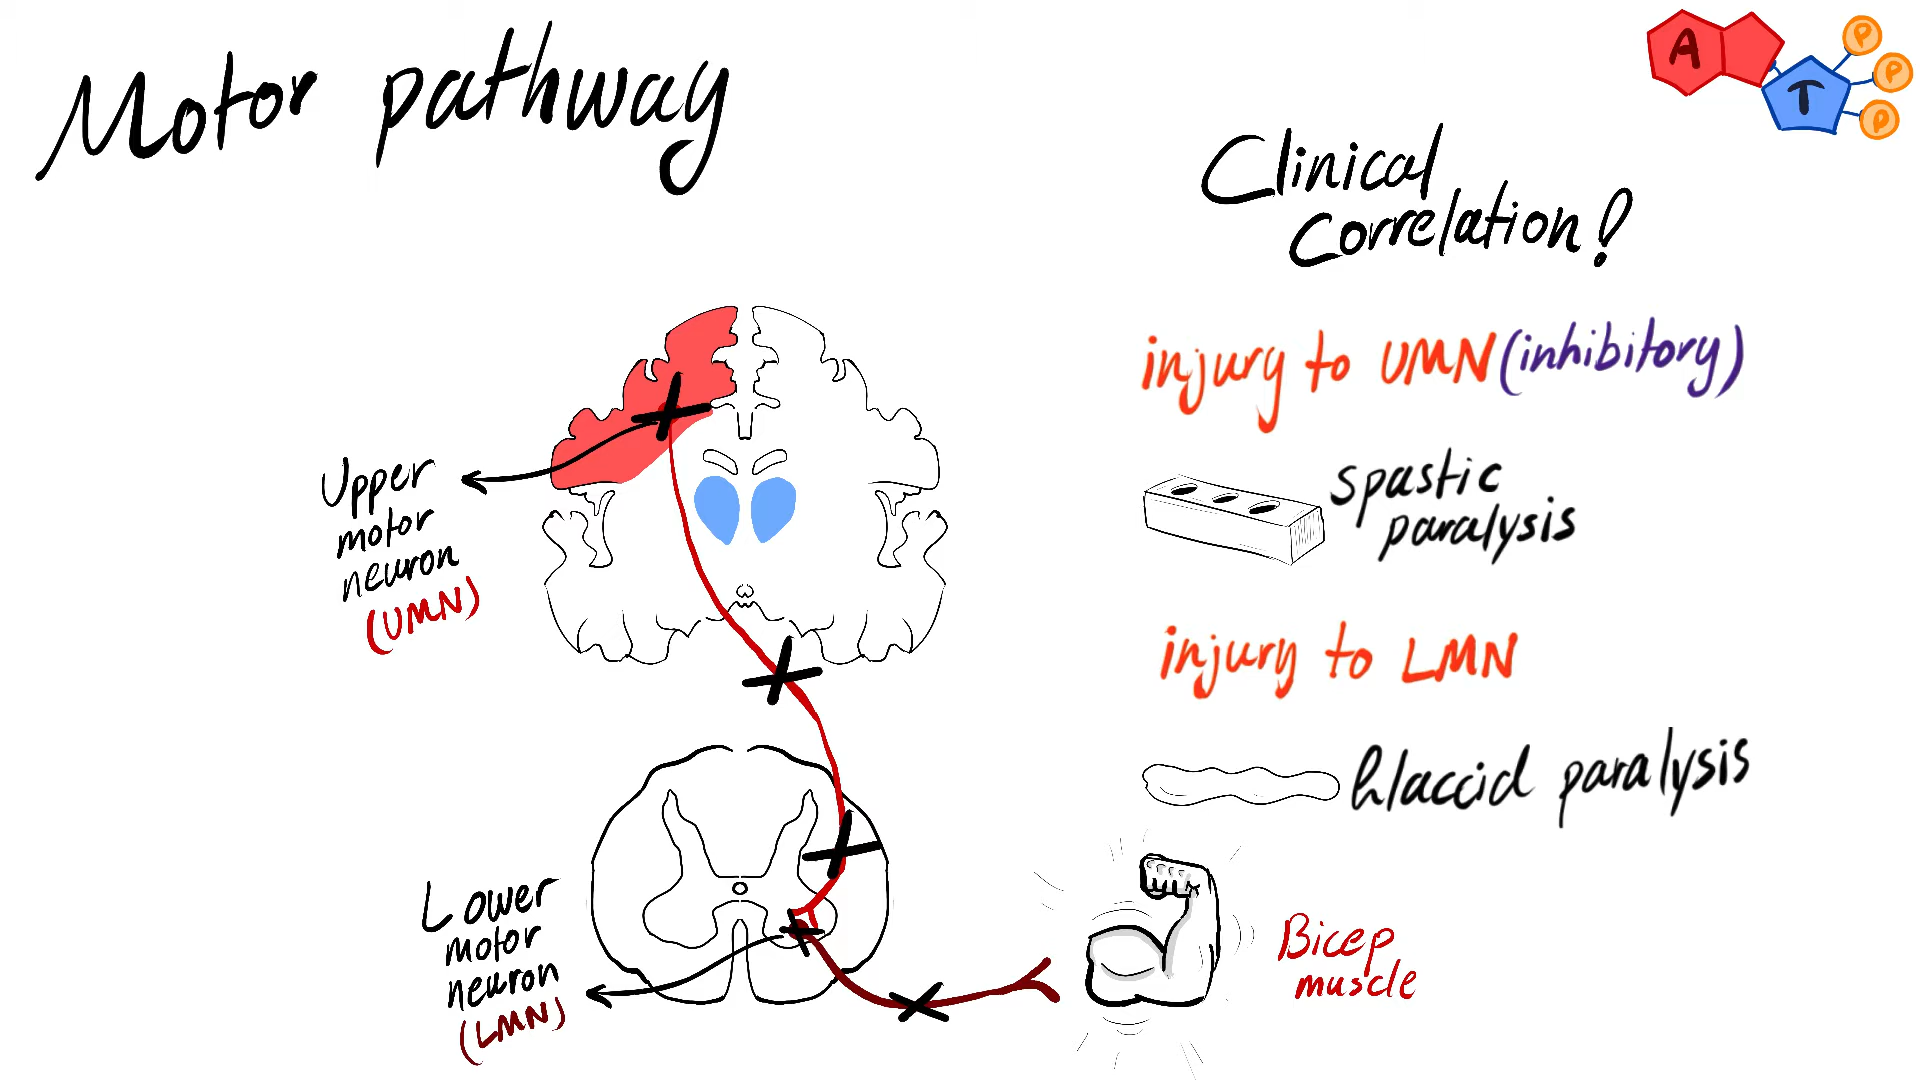 Motor pathway
A T P P P
Clinical
correlation!
injury to UMN (inhibitory)
spastic
paralysis
injury to LMN
flaccid paralysis
Upper
motor
neuron
(UMN)
Lower
motor
neuron
(LMN)
Bicep
muscle